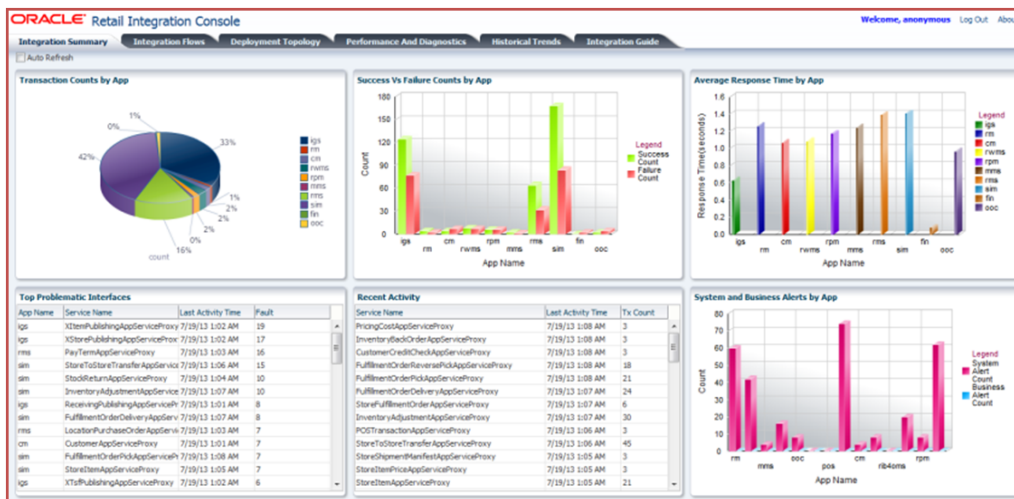 ORACLE® Retail Integration Console
Welcome, anonymous Log Out Abou
Integration Summary Integration Flows Deployment Topology Performance And Diagnostics Historical Trends Integration Guide
Auto Refresh
Transaction Counts by App
1%
0%
33%
42%
1%
2%
2%
0%
16%
count
igs
rm
cm
rwms
rpm
mms
rms
sim
fin
ooc
Success Vs Failure Counts by App
180
150
120
90
60
30
0
Count
igs
rm
cm
rwms
rpm
mms
rms
sim
fin
ooc
App Name
Legend
Success
Count
Failure
Count
Average Response Time by App
1.6
1.4
1.2
1.0
0.8
0.6
0.4
0.2
0.0
Response Time(seconds)
igs
rm
cm
rwms
rpm
mms
rms
sim
fin
ooc
App Name
Legend
igs
rm
cm
rwms
rpm
mms
rms
sim
fin
ooc
Top Problematic Interfaces
App Name Service Name Last Activity Time Fault
igs XItemPublishingAppServiceProxy 7/19/13 1:02 AM 19
igs XStorePublishingAppServiceProx 7/19/13 1:02 AM 17
rms PayTermAppServiceProxy 7/19/13 1:03 AM 16
sim StoreToStoreTransferAppService 7/19/13 1:06 AM 15
sim StockReturnAppServiceProxy 7/19/13 1:04 AM 10
sim InventoryAdjustmentAppService 7/19/13 1:07 AM 10
igs ReceivingPublishingAppServicePr 7/19/13 1:01 AM 8
sim FulfillmentOrderDeliveryAppServ 7/19/13 1:07 AM 8
rms LocationPurchaseOrderAppServi 7/19/13 1:03 AM 7
cm CustomerAppServiceProxy 7/19/13 1:01 AM 7
sim FulfillmentOrderPickAppServiceP 7/19/13 1:08 AM 7
sim StoreItemAppServiceProxy 7/19/13 1:05 AM 7
igs XTsfPublishingAppServiceProxy 7/19/13 1:02 AM 6
Recent Activity
Service Name Last Activity Time Tx Count
PricingCostAppServiceProxy 7/19/13 1:08 AM 3
InventoryBackOrderAppServiceProxy 7/19/13 1:08 AM 3
CustomerCreditCheckAppServiceProxy 7/19/13 1:08 AM 3
FulfillmentOrderReversePickAppServiceProxy 7/19/13 1:08 AM 18
FulfillmentOrderPickAppServiceProxy 7/19/13 1:08 AM 21
FulfillmentOrderDeliveryAppServiceProxy 7/19/13 1:07 AM 24
StoreFulfillmentOrderAppServiceProxy 7/19/13 1:07 AM 6
InventoryAdjustmentAppServiceProxy 7/19/13 1:07 AM 30
POSTransactionAppServiceProxy 7/19/13 1:06 AM 3
StoreToStoreTransferAppServiceProxy 7/19/13 1:06 AM 45
StoreShipmentManifestAppServiceProxy 7/19/13 1:05 AM 3
StoreItemPriceAppServiceProxy 7/19/13 1:05 AM 3
StoreItemAppServiceProxy 7/19/13 1:05 AM 21
System and Business Alerts by App
80
70
60
50
40
30
20
10
0
Count
rm
mms
ooc
pos
cm
rib4oms
rpm
App Name
Legend
System
Alert
Count
Business
Alert
Count